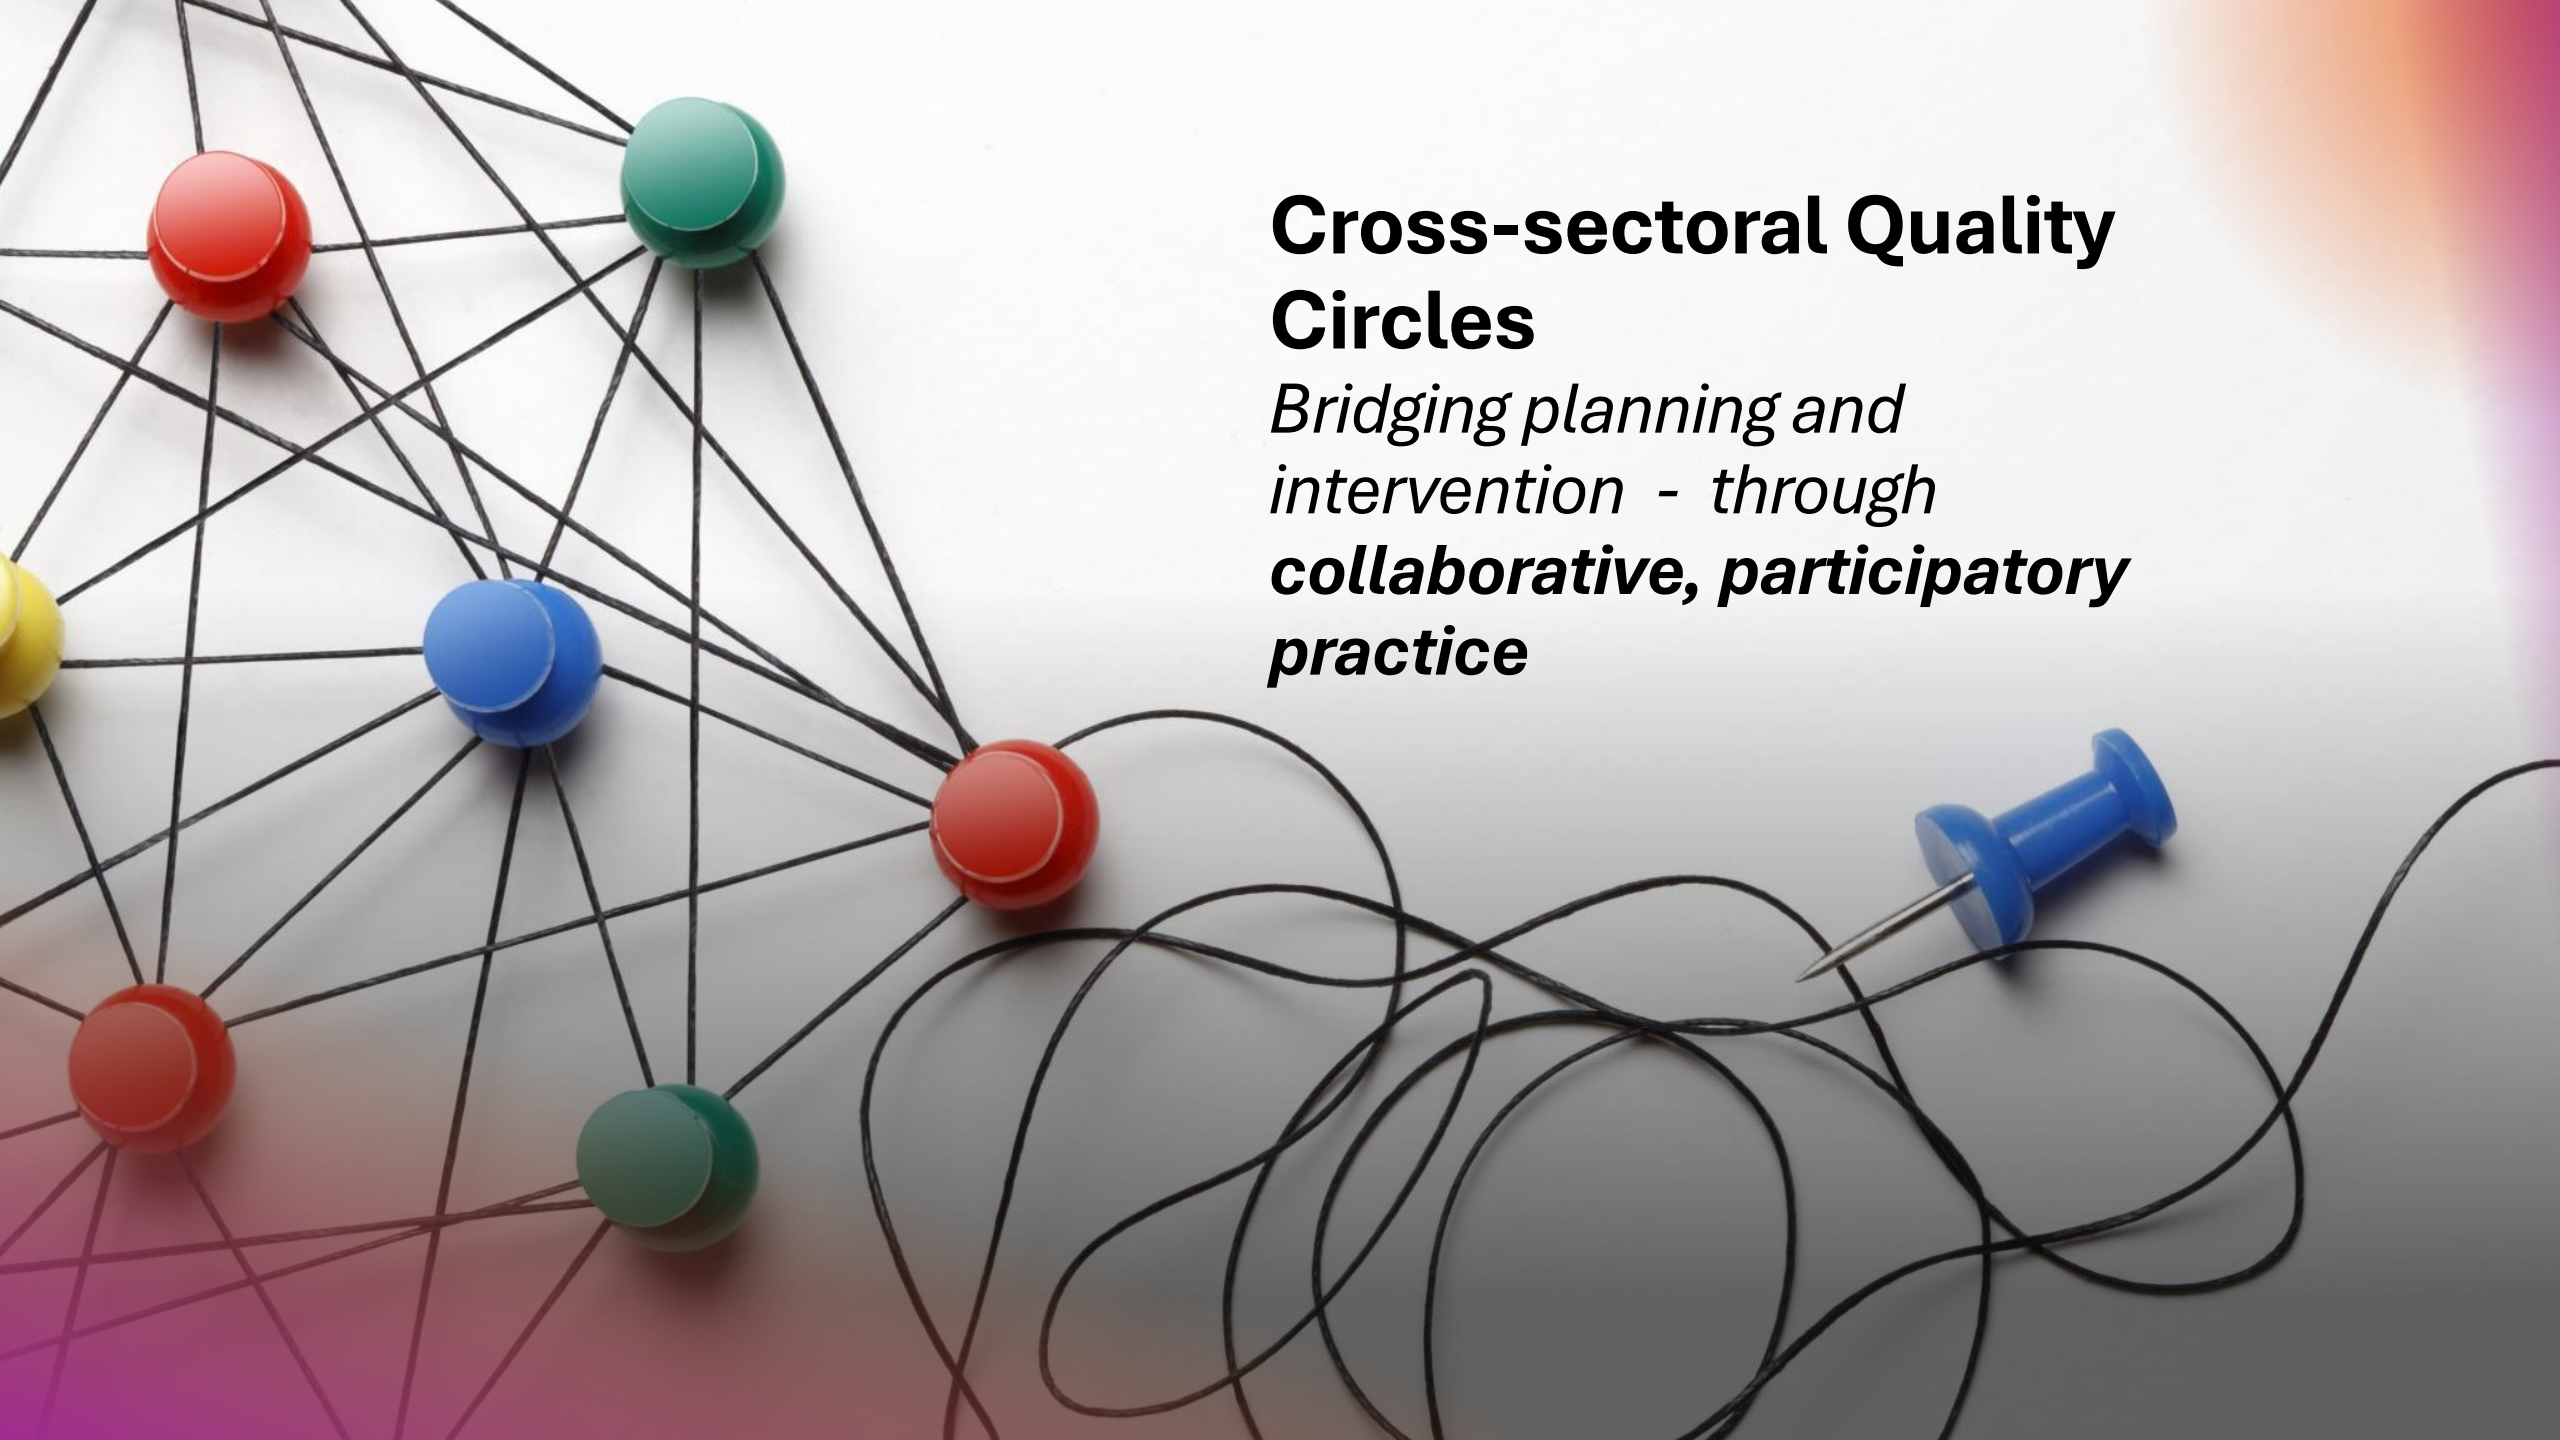 Cross-sectoral Quality
Circles
Bridging planning and
intervention - through
collaborative, participatory
practice